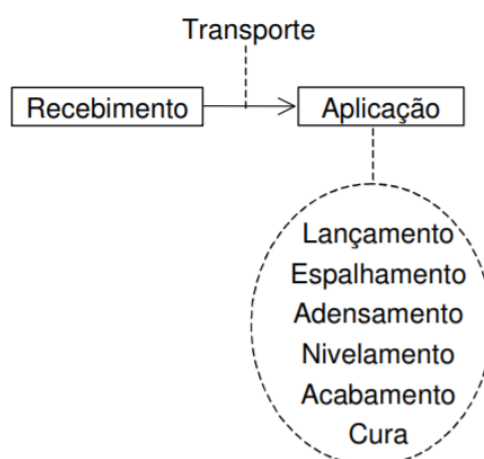 Transporte
Recebimento
Aplicação
Lançamento
Espalhamento
Adensamento
Nivelamento
Acabamento
Cura